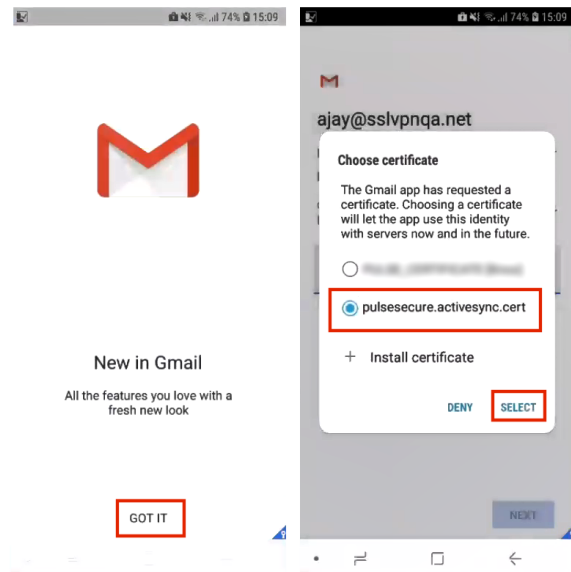 74% 15:09
New in Gmail
All the features you love with a
fresh new look
GOT IT
74% 15:09
ajay@sslvpnqa.net
Choose certificate
The Gmail app has requested a
certificate. Choosing a certificate
will let the app use this identity
with servers now and in the future.
pulsesecure.activesync.cert
+ Install certificate
DENY SELECT
NEXT